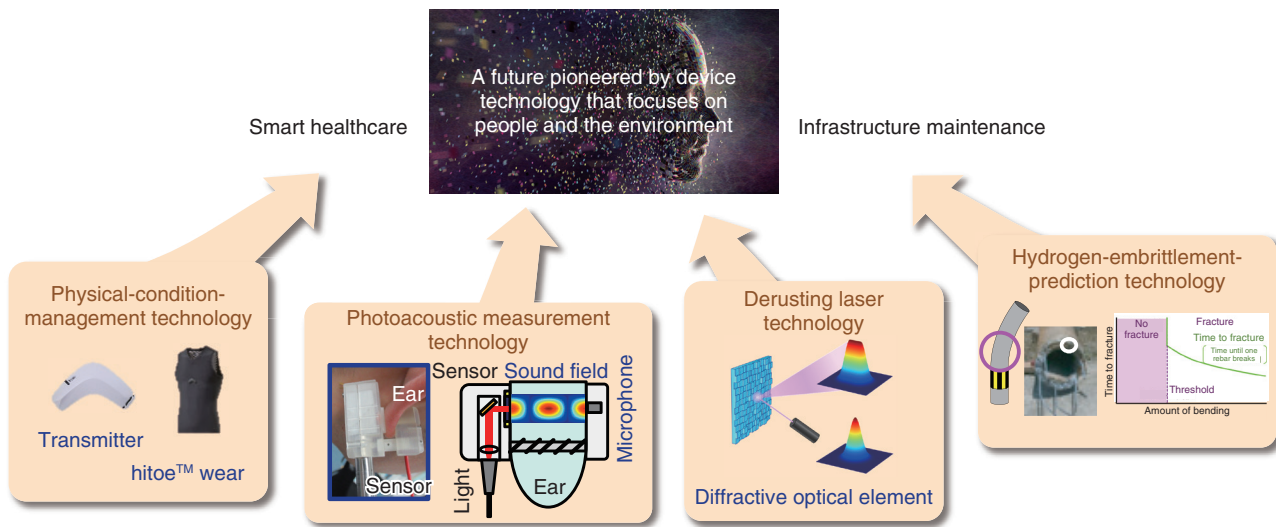 A future pioneered by device
technology that focuses on
people and the environment
Smart healthcare
Infrastructure maintenance
Physical-condition-
management technology
Transmitter
hitoe™ wear
Photoacoustic measurement
technology
Ear
Sensor
Sensor Sound field
Microphone
Light
Ear
Derusting laser
technology
Diffractive optical element
Hydrogen-embrittlement-
prediction technology
Time to fracture
No
fracture
Fracture
Time to fracture
Time until one
rebar breaks
Threshold
Amount of bending